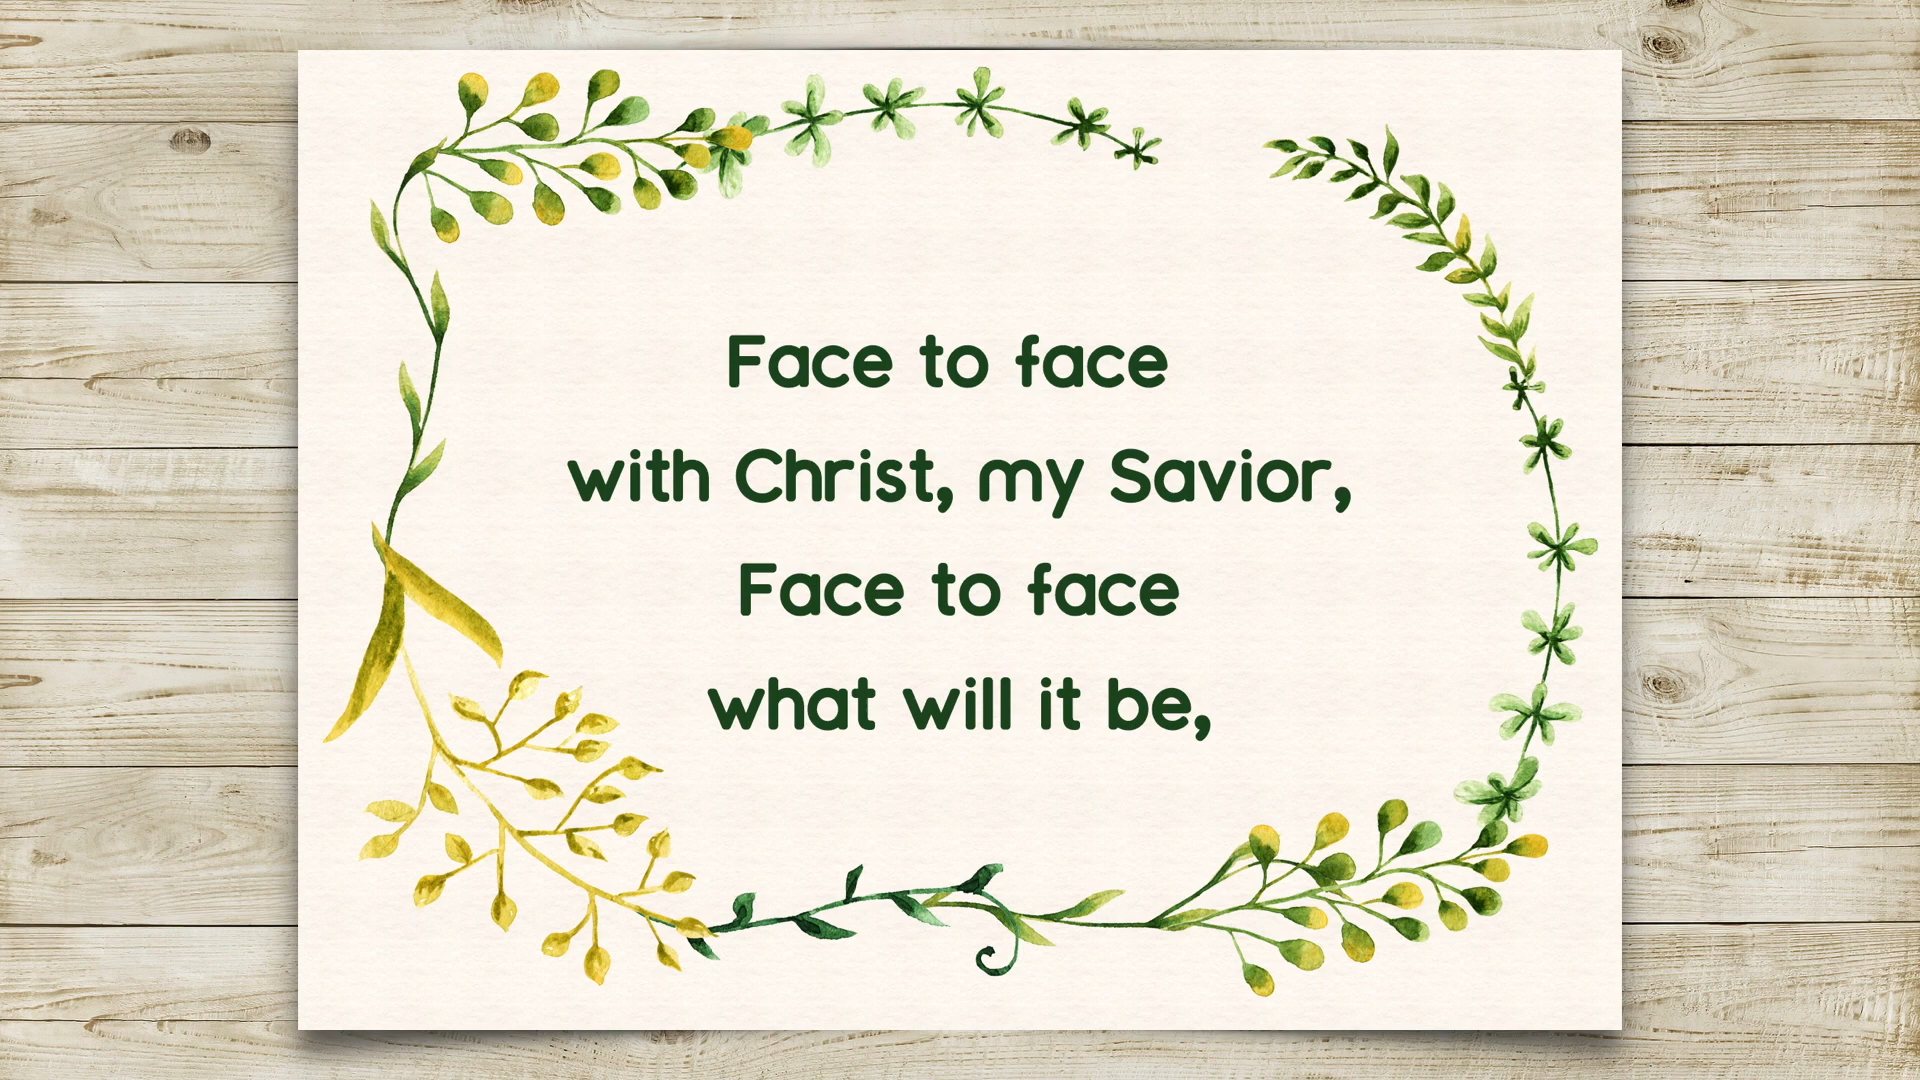 Face to face
with Christ, my Savior,
Face to face
what will it be,